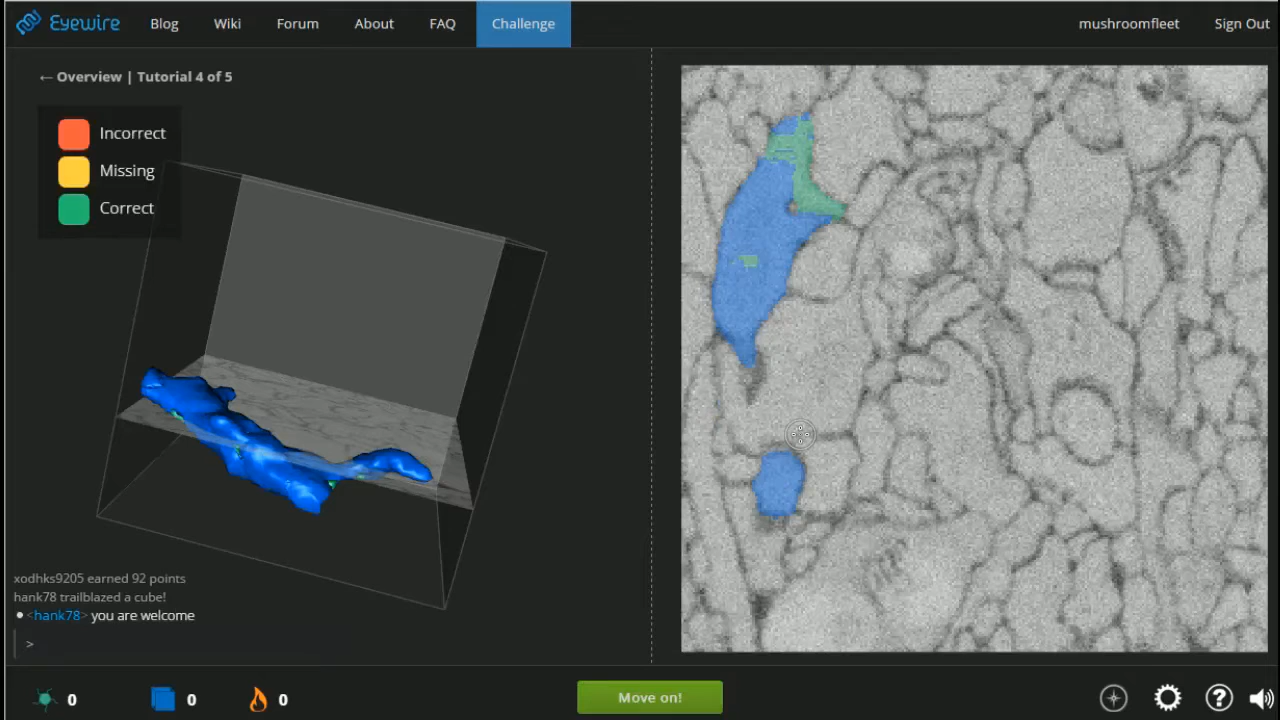 Eyewire Blog Wiki Forum About FAQ Challenge mushroomfleet Sign Out
← Overview | Tutorial 4 of 5
Incorrect
Missing
Correct
xodhks9205 earned 92 points
hank78 trailblazed a cube!
• <hank78> you are welcome
>
0 0 0 Move on! ?